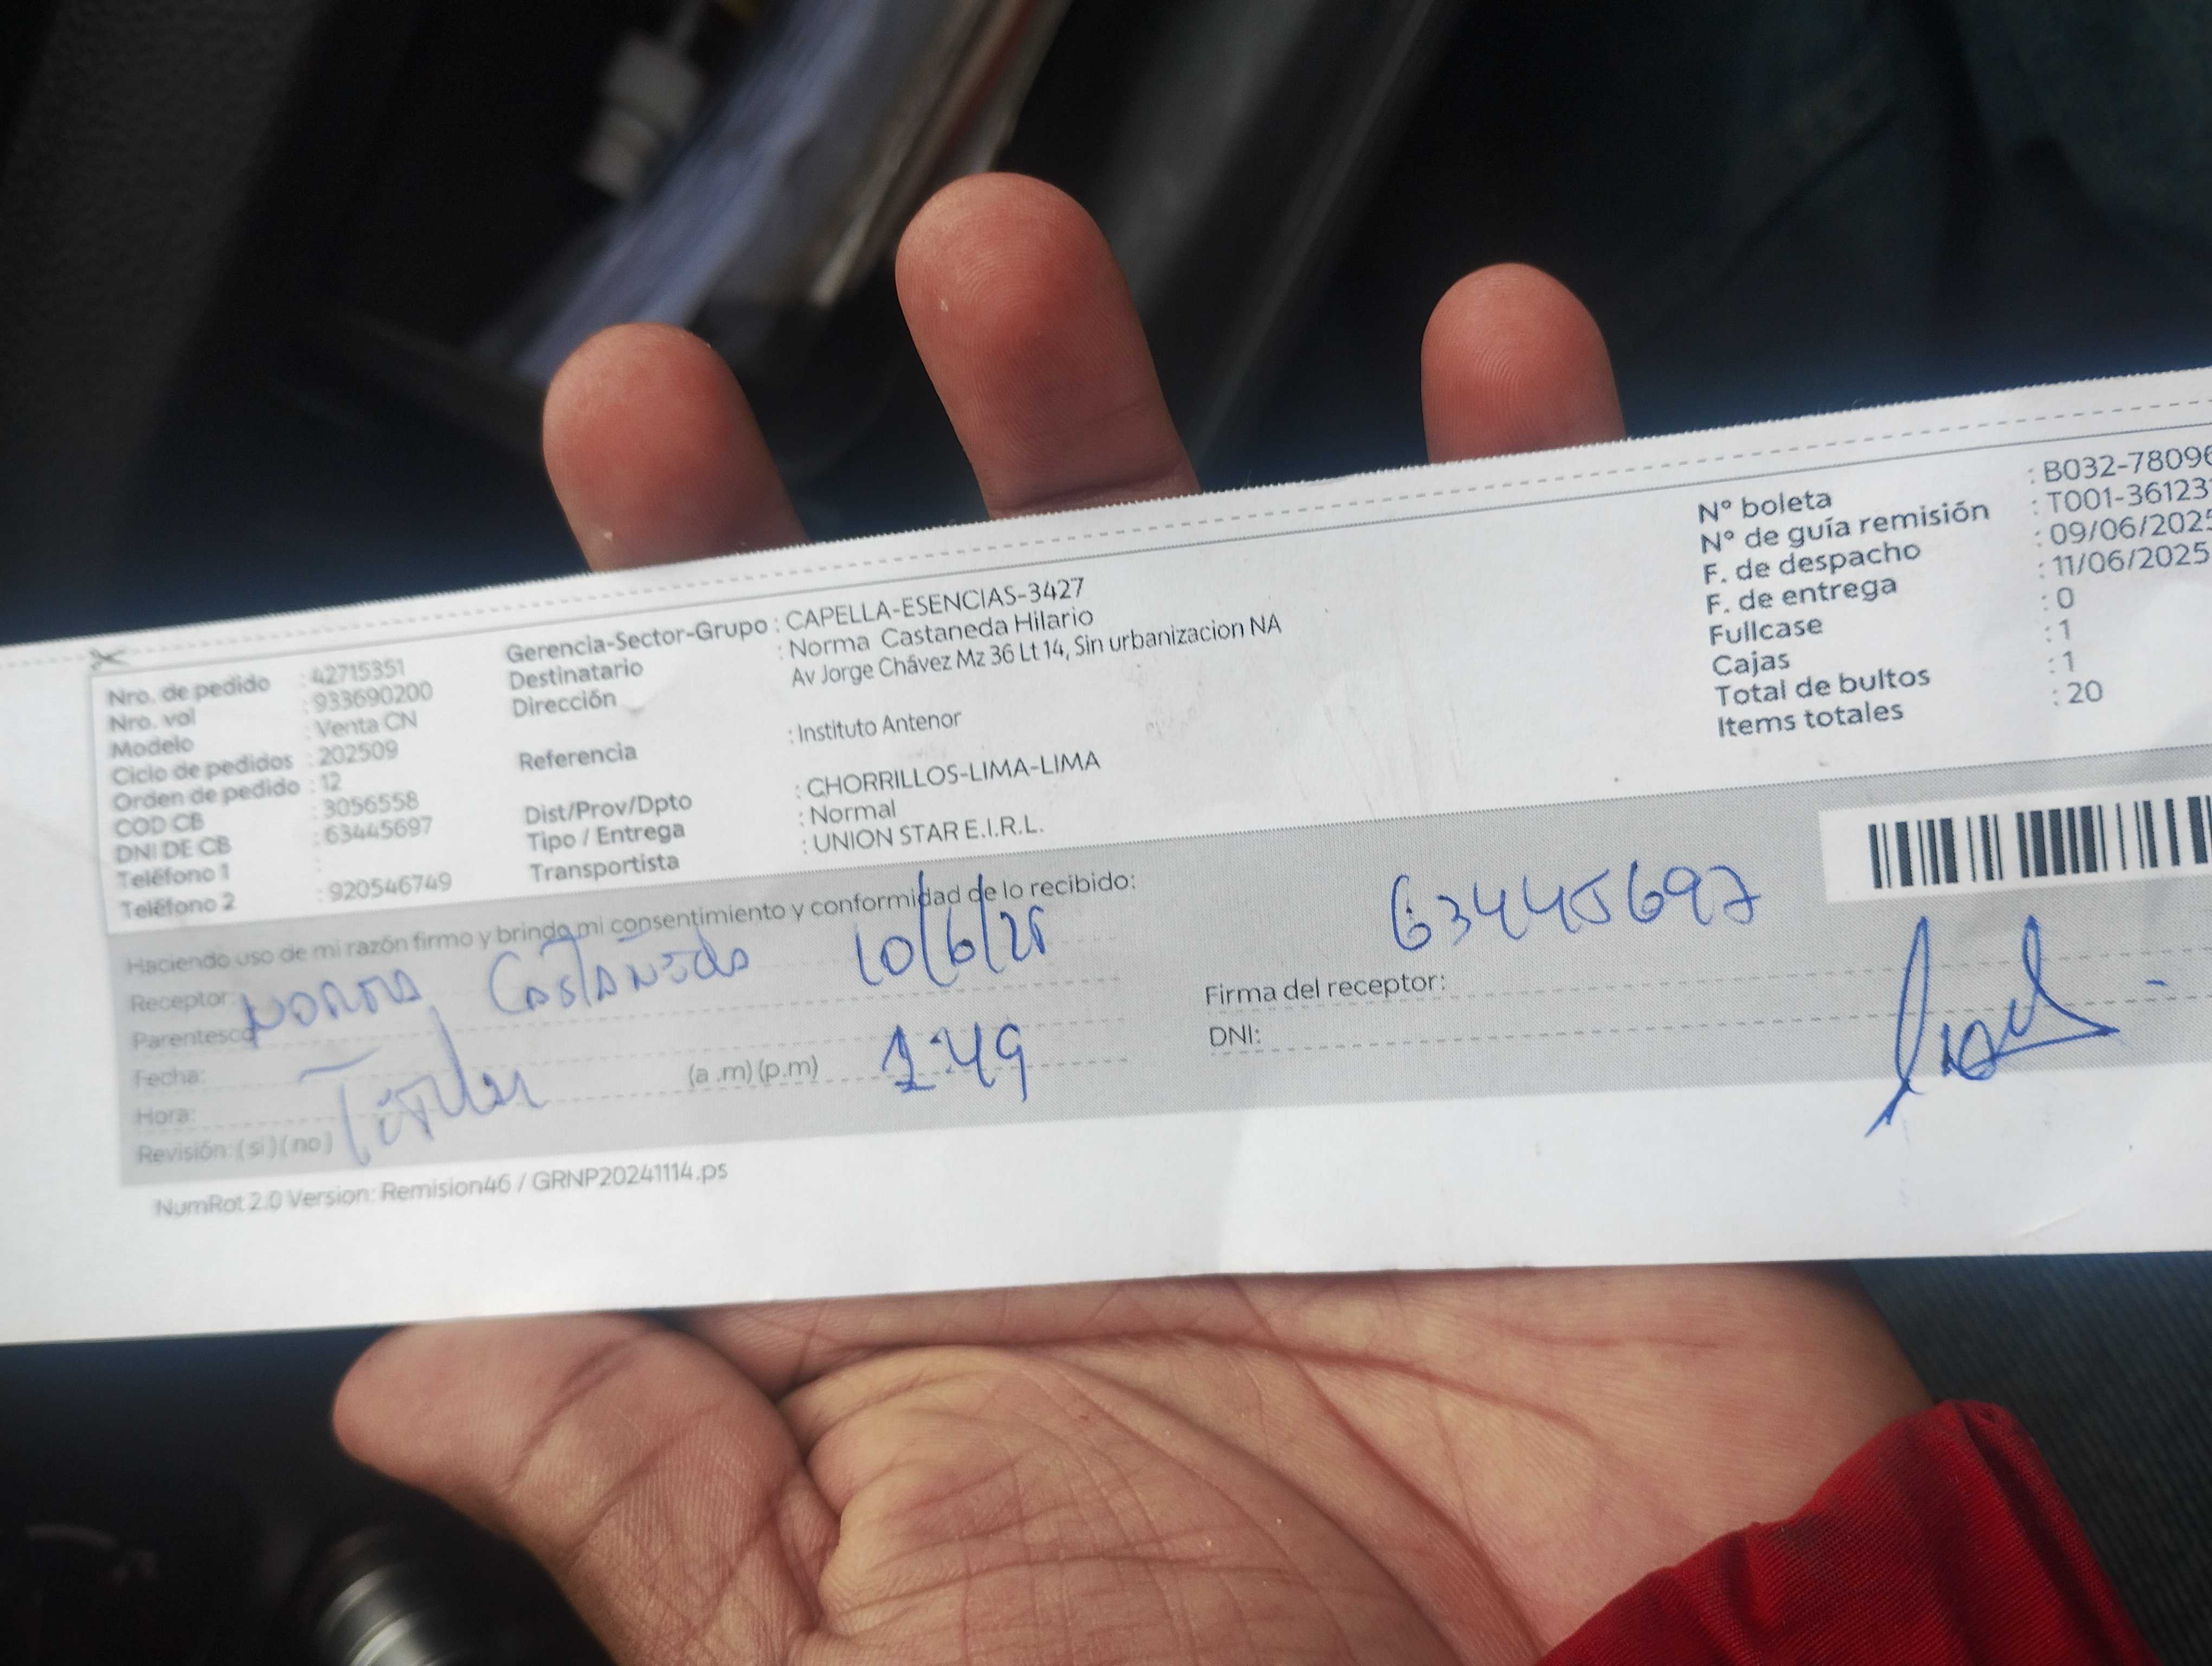 Nro. de pedido : 42715351
Nro. vol : 933690200
Modelo : Venta CN
Ciclo de pedidos : 202509
Orden de pedido : 12
COD CB : 3056558
DNI DE CB : 63445697
Teléfono 1 :
Teléfono 2 : 920546749
Gerencia-Sector-Grupo : CAPELLA-ESENCIAS-3427
Destinatario : Norma Castaneda Hilario
Dirección Av Jorge Chávez Mz 36 Lt 14, Sin urbanizacion NA
Referencia : Instituto Antenor
Dist/Prov/Dpto : CHORRILLOS-LIMA-LIMA
Tipo / Entrega : Normal
Transportista : UNION STAR E.I.R.L.
N° boleta : B032-78096
N° de guía remisión : T001-36123
F. de despacho : 09/06/2025
F. de entrega : 11/06/2025
Fullcase : 0
Cajas : 1
Total de bultos : 1
Items totales : 20
Haciendo uso de mi razón firmo y brindo mi consentimiento y conformidad de lo recibido:
Receptor: Norma Castañeda 10/6/25
Parentesco
Fecha:
Hora: Titular (a .m) (p.m) 1:49
Revisión: ( si ) ( no )
63445697
Firma del receptor:
DNI:
NumRot 2.0 Version: Remision46 / GRNP20241114.ps